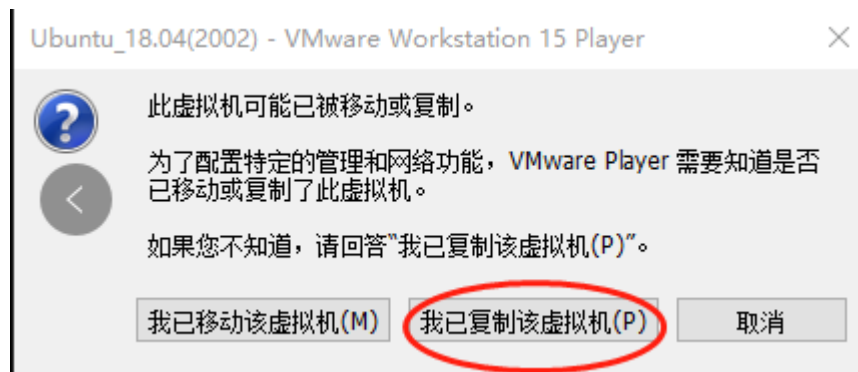 Ubuntu_18.04(2002) - VMware Workstation 15 Player
此虚拟机可能已被移动或复制。
为了配置特定的管理和网络功能，VMware Player 需要知道是否
已移动或复制了此虚拟机。
如果您不知道，请回答“我已复制该虚拟机(P)”。
我已移动该虚拟机(M) 我已复制该虚拟机(P) 取消